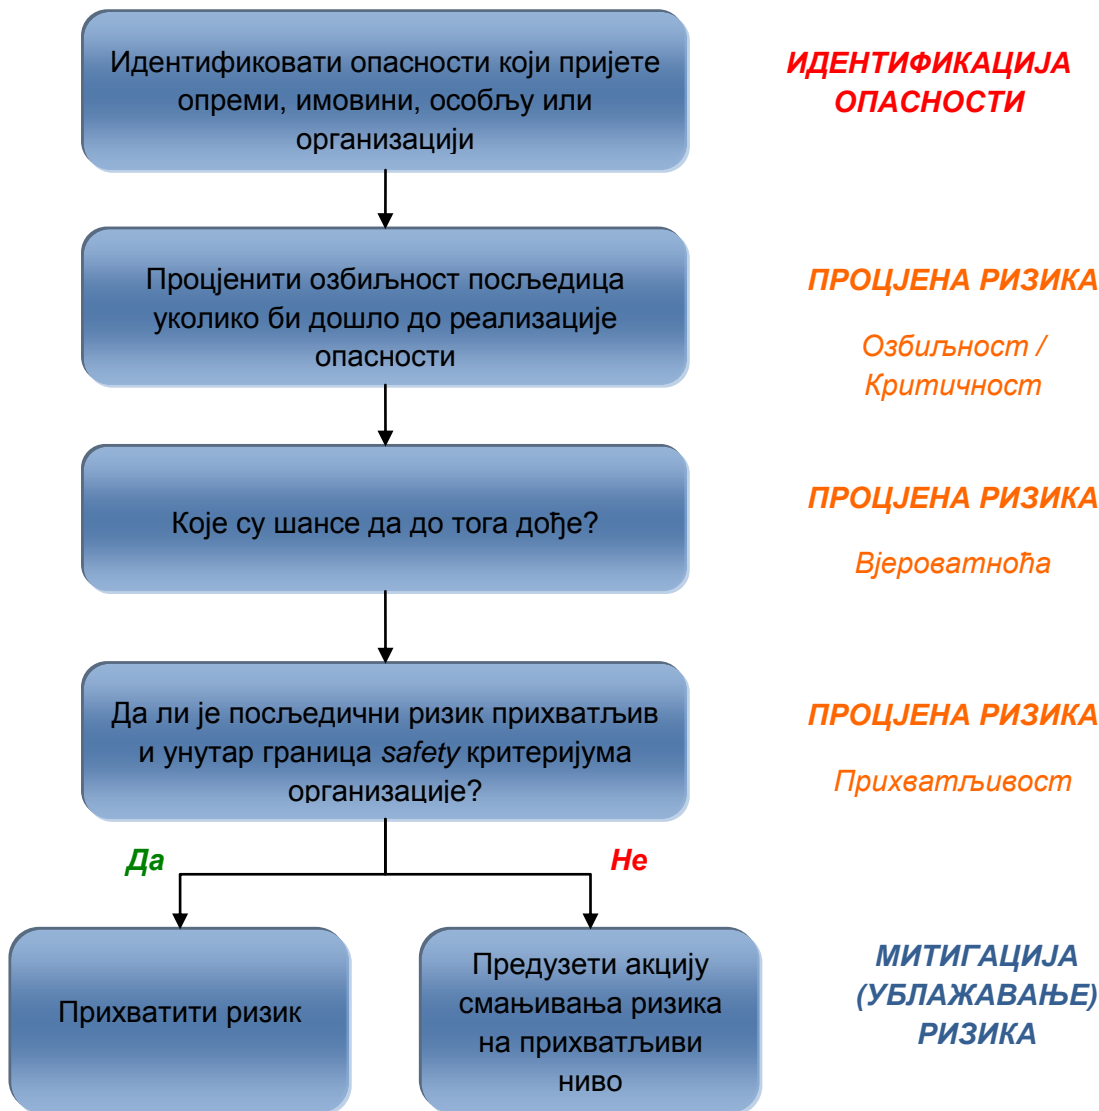 Идентификовати опасности који пријете
опреми, имовини, особљу или
организацији
ИДЕНТИФИКАЦИЈА
ОПАСНОСТИ
Процјенити озбиљност посљедица
уколико би дошло до реализације
опасности
ПРОЦЈЕНА РИЗИКА
Озбиљност /
Критичност
Које су шансе да до тога дође?
ПРОЦЈЕНА РИЗИКА
Вјероватноћа
Да ли је посљедични ризик прихватљив
и унутар граница safety критеријума
организације?
ПРОЦЈЕНА РИЗИКА
Прихватљивост
Да
Не
Прихватити ризик
Предузети акцију
смањивања ризика
на прихватљиви
ниво
МИТИГАЦИЈА
(УБЛАЖАВАЊЕ)
РИЗИКА